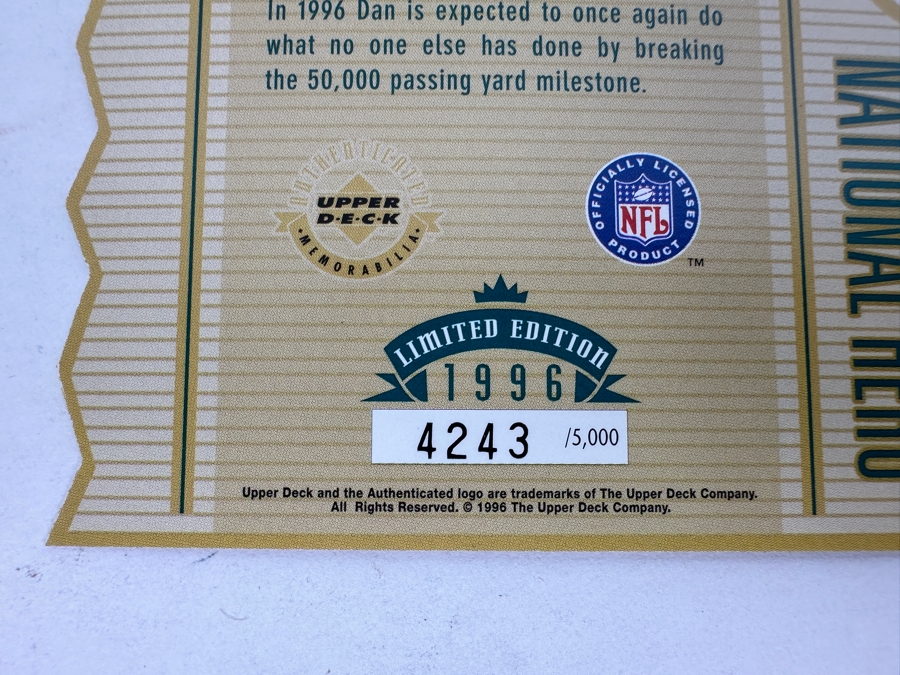 In 1996 Dan is expected to once again do
what no one else has done by breaking
the 50,000 passing yard milestone.
AUTHENTICATED
UPPER
D·E·C·K
·MEMORABILIA·
OFFICIALLY LICENSED
NFL
PRODUCT
TM
LIMITED EDITION
1996
4243 /5,000
Upper Deck and the Authenticated logo are trademarks of The Upper Deck Company.
All Rights Reserved. © 1996 The Upper Deck Company.
NATIONAL HERO